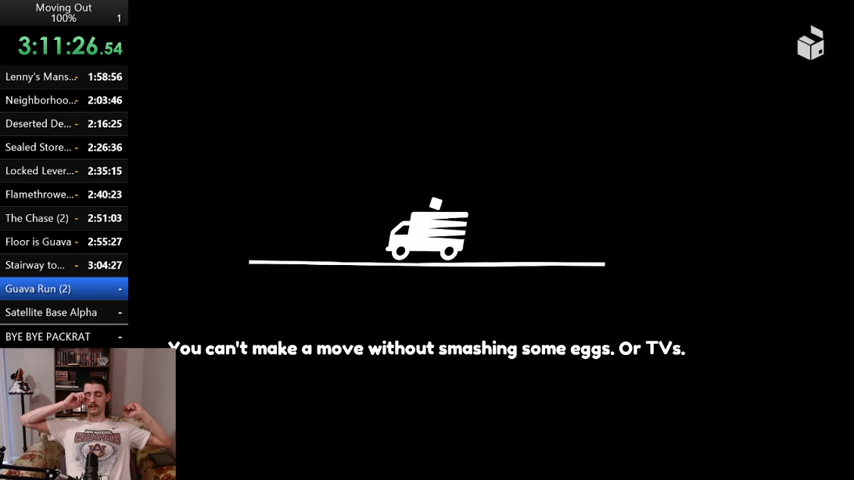 Moving Out
100% 1
3:11:26.54
Lenny's Mans... - 1:58:56
Neighborhoo... - 2:03:46
Deserted De... - 2:16:25
Sealed Store... - 2:26:36
Locked Lever... - 2:35:15
Flamethrowe... - 2:40:23
The Chase (2) - 2:51:03
Floor is Guava - 2:55:27
Stairway to... - 3:04:27
Guava Run (2) -
Satellite Base Alpha -
BYE BYE PACKRAT -
You can't make a move without smashing some eggs. Or TVs.